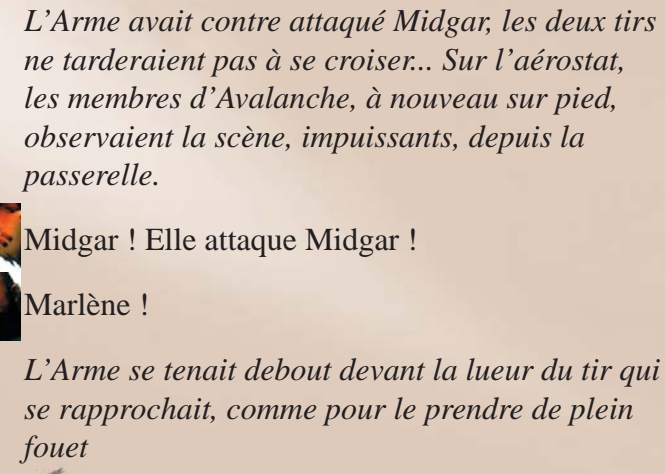 L’Arme avait contre attaqué Midgar, les deux tirs
ne tarderaient pas à se croiser... Sur l’aérostat,
les membres d’Avalanche, à nouveau sur pied,
observaient la scène, impuissants, depuis la
passerelle.
Midgar ! Elle attaque Midgar !
Marlène !
L’Arme se tenait debout devant la lueur du tir qui
se rapprochait, comme pour le prendre de plein
fouet